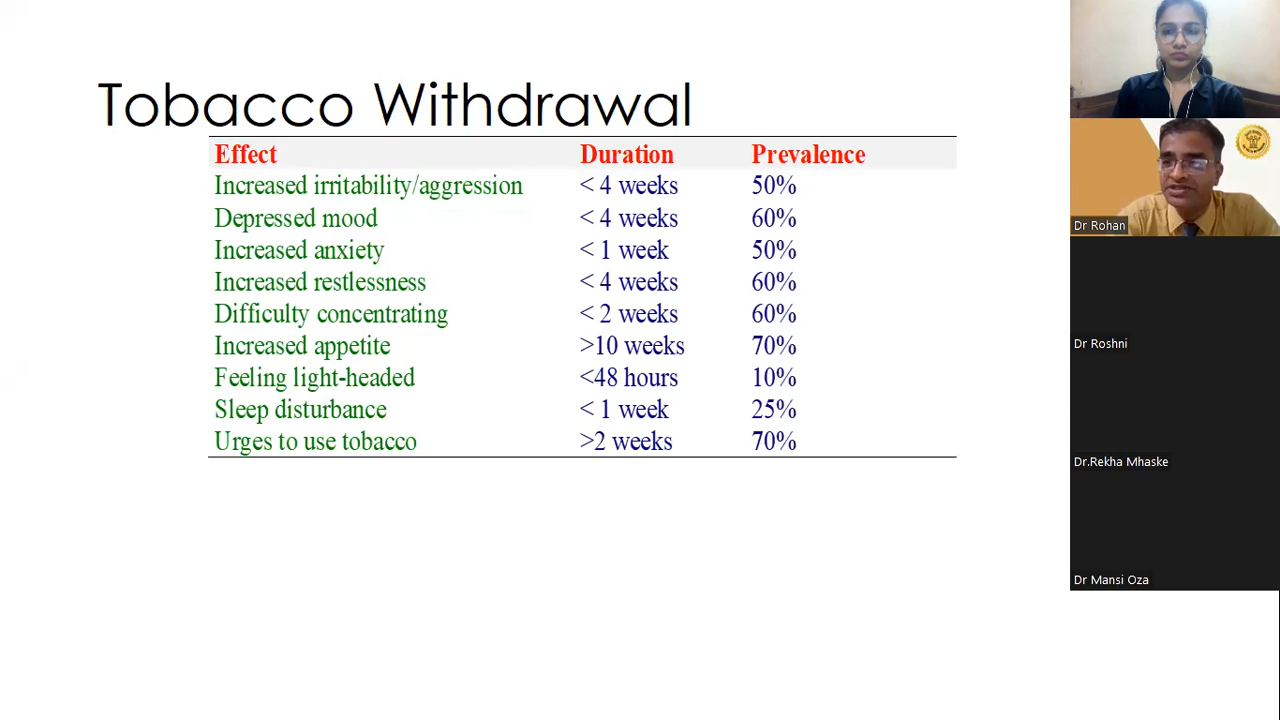 Tobacco Withdrawal
Effect Duration Prevalence
Increased irritability/aggression < 4 weeks 50%
Depressed mood < 4 weeks 60%
Increased anxiety < 1 week 50%
Increased restlessness < 4 weeks 60%
Difficulty concentrating < 2 weeks 60%
Increased appetite >10 weeks 70%
Feeling light-headed <48 hours 10%
Sleep disturbance < 1 week 25%
Urges to use tobacco >2 weeks 70%
Dr Rohan
Dr Roshni
Dr.Rekha Mhaske
Dr Mansi Oza